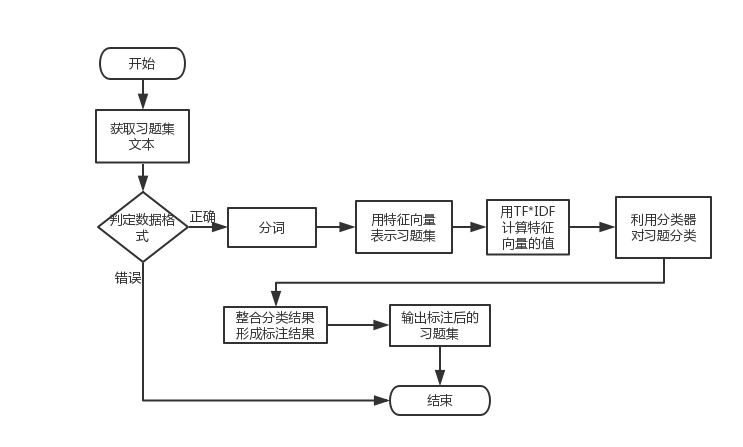 开始
获取习题集
文本
判定数据格
式
正确
分词
用特征向量
表示习题集
用TF*IDF
计算特征
向量的值
利用分类器
对习题分类
错误
整合分类结果
形成标注结果
输出标注后的
习题集
结束